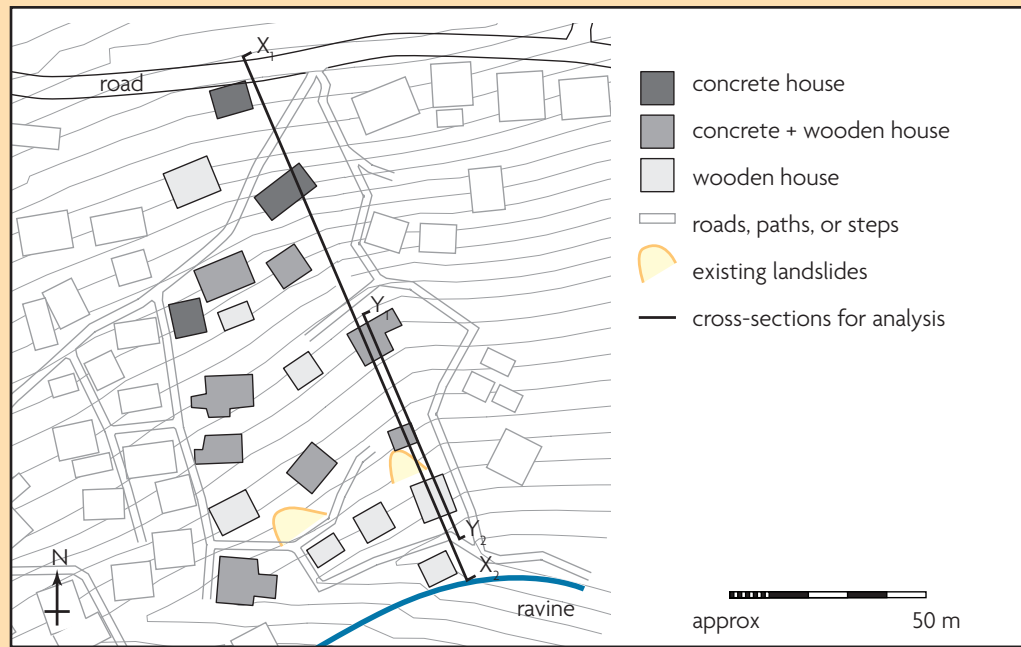 X₁
road
Y₁
Y₂
X₂
N
ravine
concrete house
concrete + wooden house
wooden house
roads, paths, or steps
existing landslides
cross-sections for analysis
approx 50 m